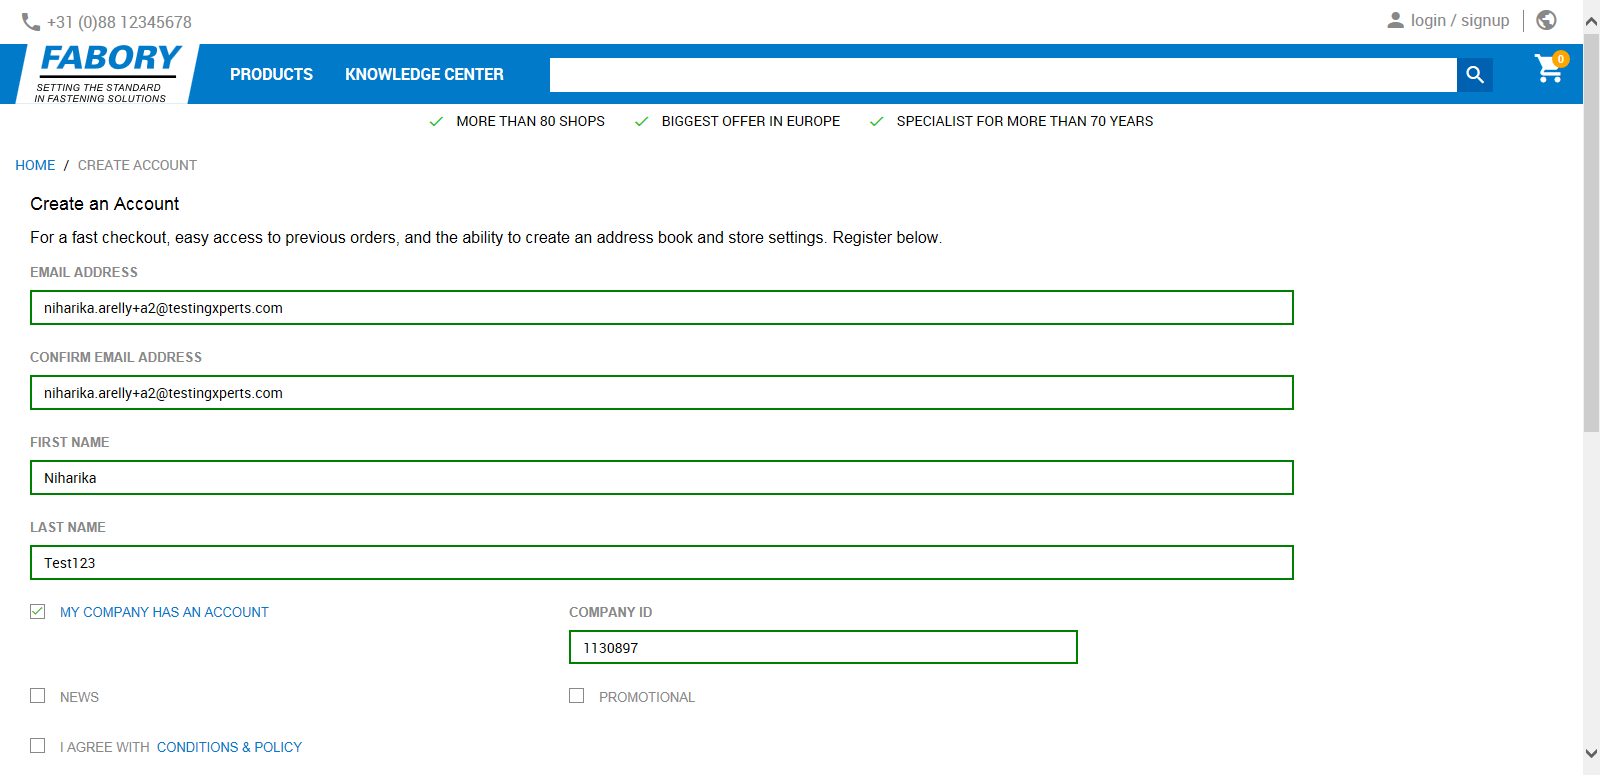 +31 (0)88 12345678
login / signup
FABORY
SETTING THE STANDARD
IN FASTENING SOLUTIONS
PRODUCTS
KNOWLEDGE CENTER
0
MORE THAN 80 SHOPS
BIGGEST OFFER IN EUROPE
SPECIALIST FOR MORE THAN 70 YEARS
HOME / CREATE ACCOUNT
Create an Account
For a fast checkout, easy access to previous orders, and the ability to create an address book and store settings. Register below.
EMAIL ADDRESS
niharika.arelly+a2@testingxperts.com
CONFIRM EMAIL ADDRESS
niharika.arelly+a2@testingxperts.com
FIRST NAME
Niharika
LAST NAME
Test123
MY COMPANY HAS AN ACCOUNT
COMPANY ID
1130897
NEWS
PROMOTIONAL
I AGREE WITH CONDITIONS & POLICY